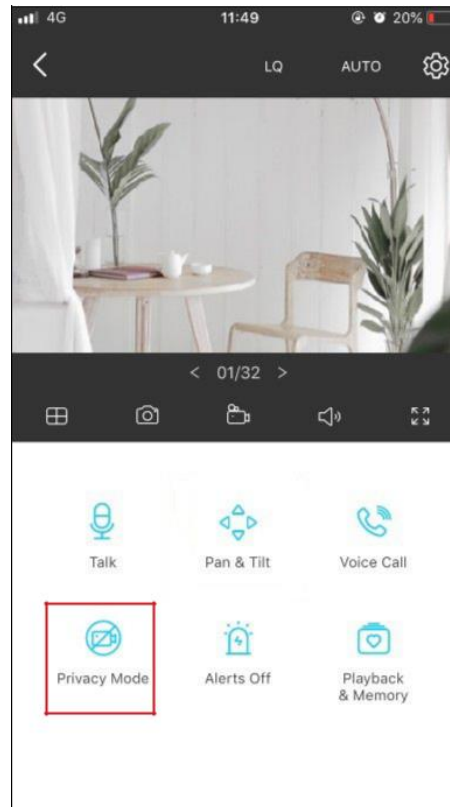 4G 11:49 20%
LQ AUTO
< 01/32 >
Talk Pan & Tilt Voice Call
Privacy Mode Alerts Off Playback
& Memory